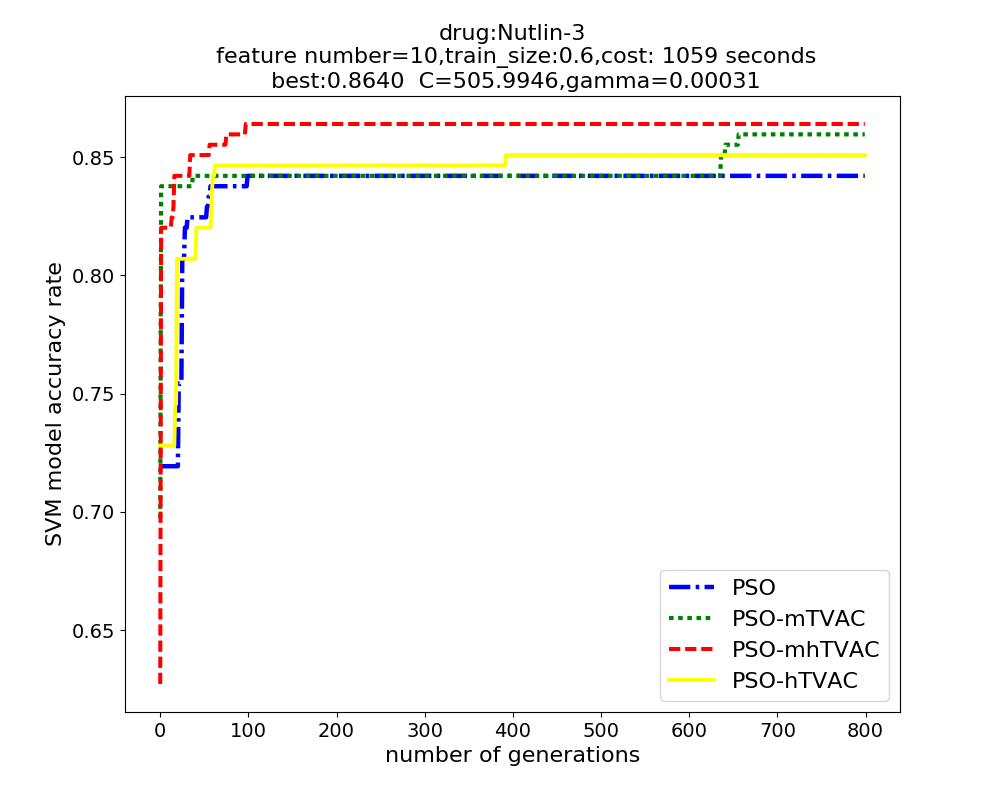 drug:Nutlin-3
feature number=10,train_size:0.6,cost: 1059 seconds
best:0.8640  C=505.9946,gamma=0.00031
SVM model accuracy rate
0.85
0.80
0.75
0.70
0.65
PSO
PSO-mTVAC
PSO-mhTVAC
PSO-hTVAC
0 100 200 300 400 500 600 700 800
number of generations